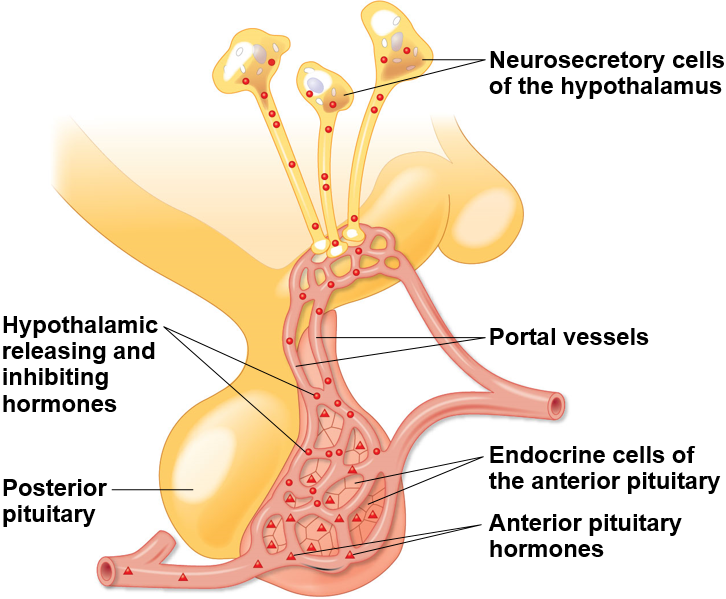 Neurosecretory cells
of the hypothalamus
Hypothalamic
releasing and
inhibiting
hormones
Portal vessels
Endocrine cells of
the anterior pituitary
Posterior
pituitary
Anterior pituitary
hormones